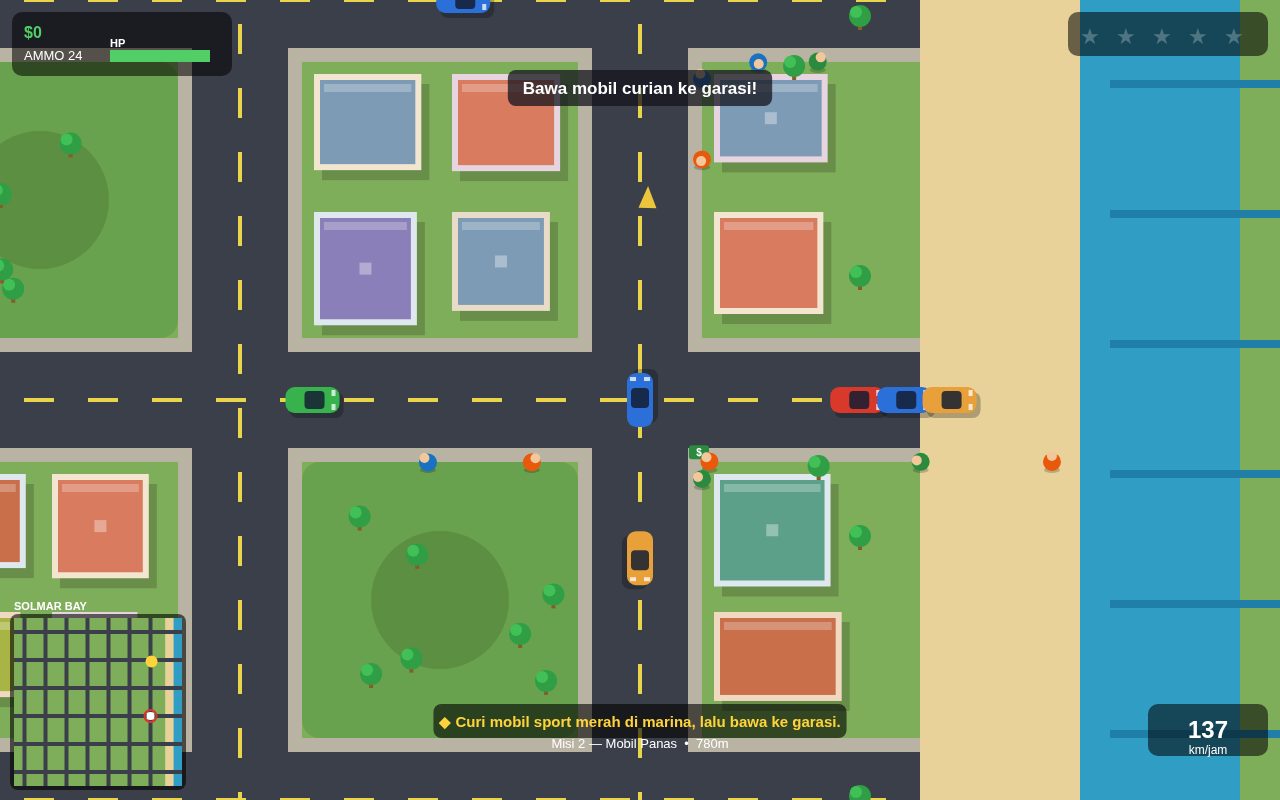 $0
HP
AMMO 24
★ ★ ★ ★ ★
Bawa mobil curian ke garasi!
$
SOLMAR BAY
◆ Curi mobil sport merah di marina, lalu bawa ke garasi.
Misi 2 — Mobil Panas • 780m
137
km/jam